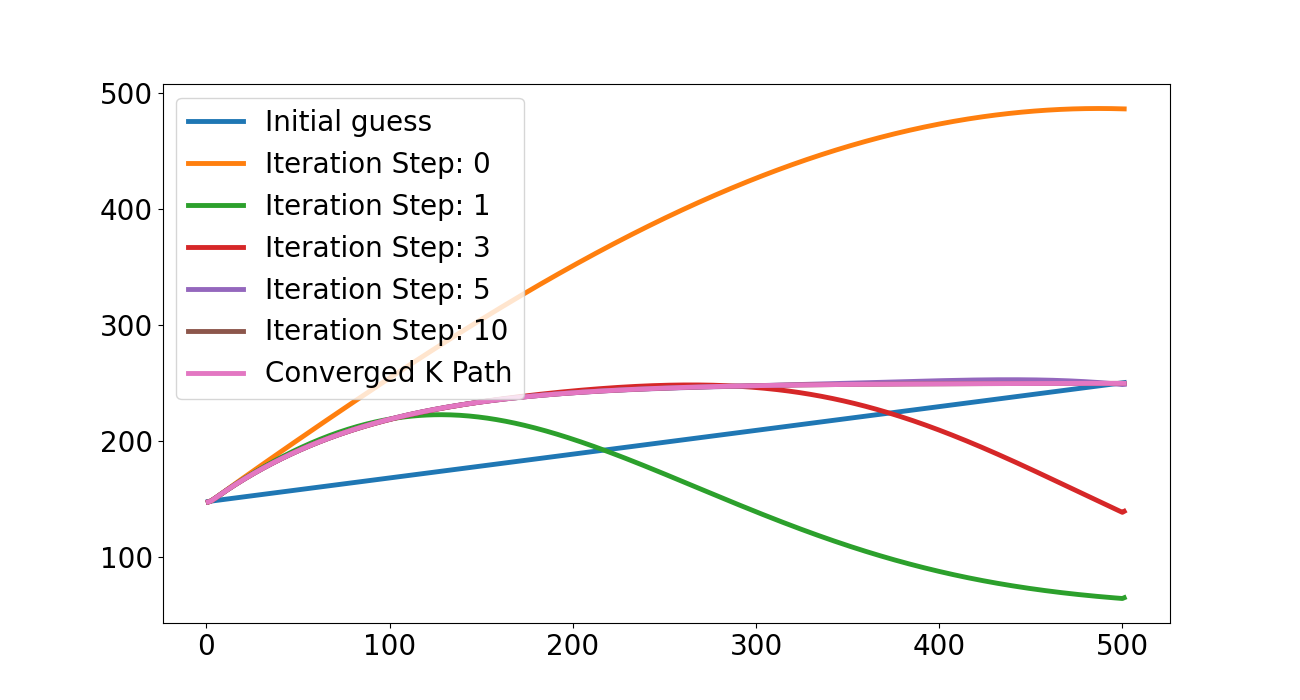 500
400
300
200
100
Initial guess
Iteration Step: 0
Iteration Step: 1
Iteration Step: 3
Iteration Step: 5
Iteration Step: 10
Converged K Path
0 100 200 300 400 500